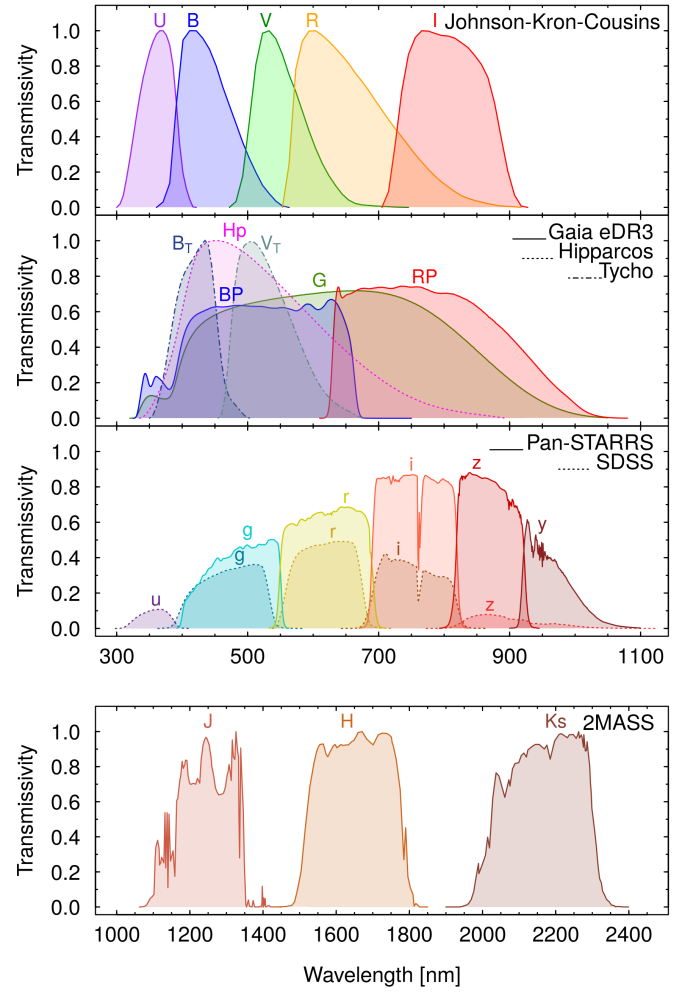 U B V R I Johnson-Kron-Cousins
1.0
0.8
0.6
0.4
0.2
0.0
Transmissivity
B_T Hp V_T BP G RP
Gaia eDR3
Hipparcos
Tycho
1.0
0.8
0.6
0.4
0.2
0.0
Transmissivity
Pan-STARRS
SDSS
g r i z y
u g r i z
1.0
0.8
0.6
0.4
0.2
0.0
Transmissivity
300 500 700 900 1100
J H Ks 2MASS
1.0
0.8
0.6
0.4
0.2
0.0
Transmissivity
1000 1200 1400 1600 1800 2000 2200 2400
Wavelength [nm]